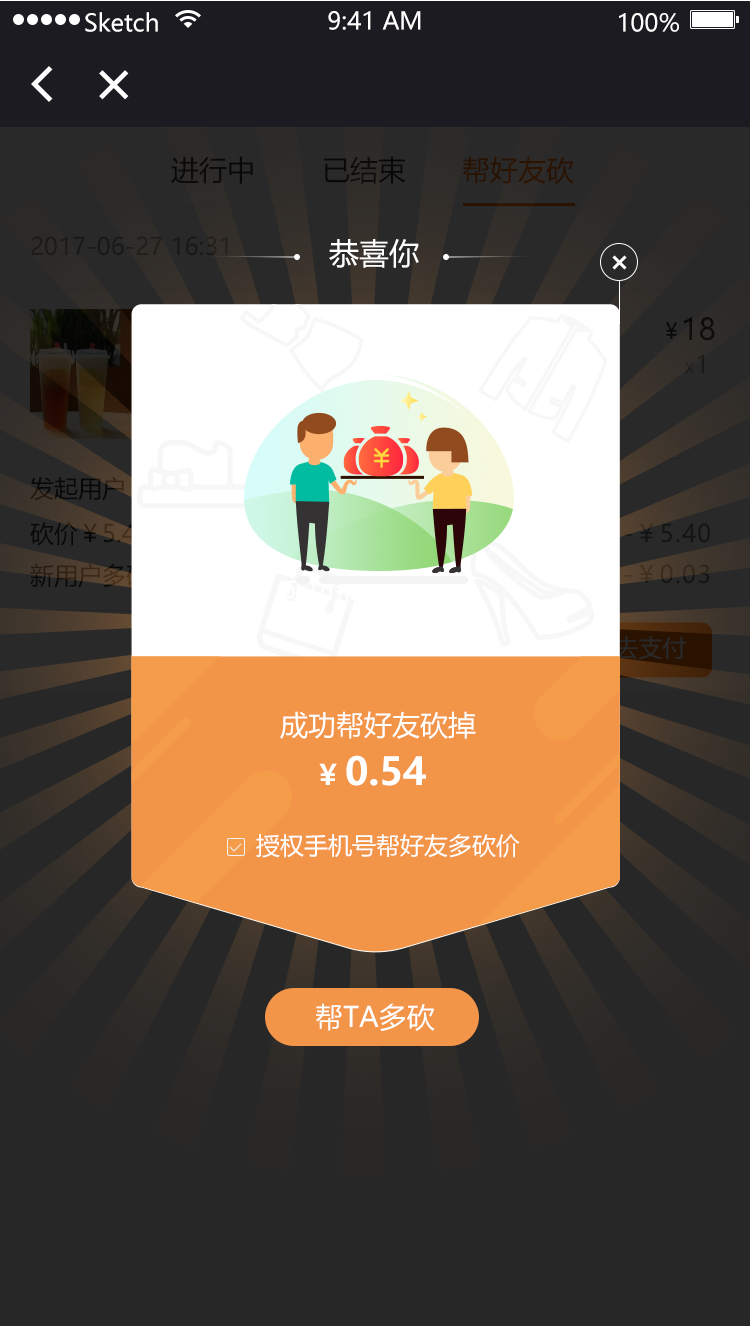 Sketch 9:41 AM 100%
进行中 已结束 帮好友砍
2017-06-27 16:31
恭喜你
¥18
x1
¥
发起用户
砍价¥5.4 -¥5.40
新用户多 -¥0.03
去支付
成功帮好友砍掉
¥0.54
授权手机号帮好友多砍价
帮TA多砍